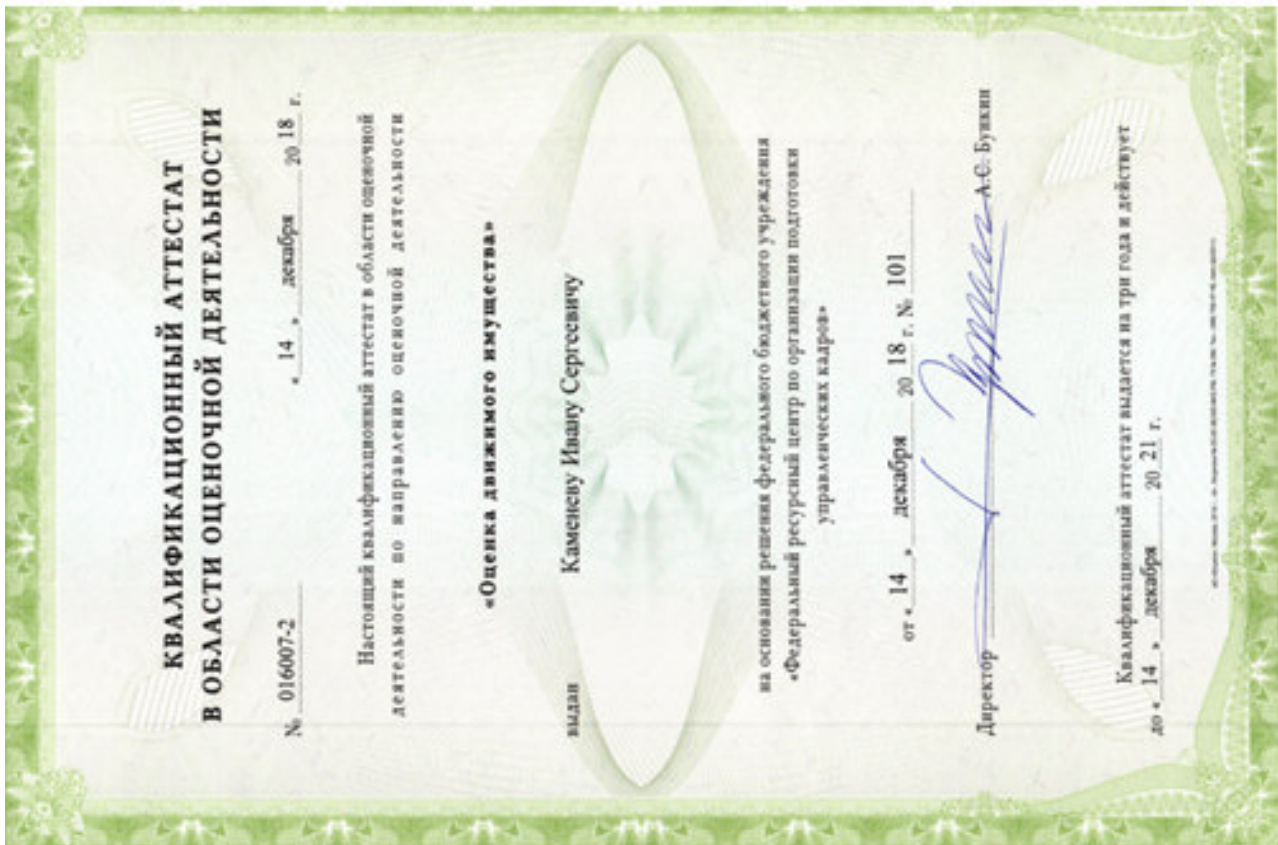 КВАЛИФИКАЦИОННЫЙ АТТЕСТАТ
В ОБЛАСТИ ОЦЕНОЧНОЙ ДЕЯТЕЛЬНОСТИ
№ 016007-2 « 14 » декабря 20 18 г.
Настоящий квалификационный аттестат в области оценочной
деятельности по направлению оценочной деятельности
«Оценка движимого имущества»
выдан Каменеву Ивану Сергеевичу
на основании решения федерального бюджетного учреждения
«Федеральный ресурсный центр по организации подготовки
управленческих кадров»
от « 14 » декабря 20 18 г. № 101
Директор А.С. Бункин
Квалификационный аттестат выдается на три года и действует
до « 14 » декабря 20 21 г.